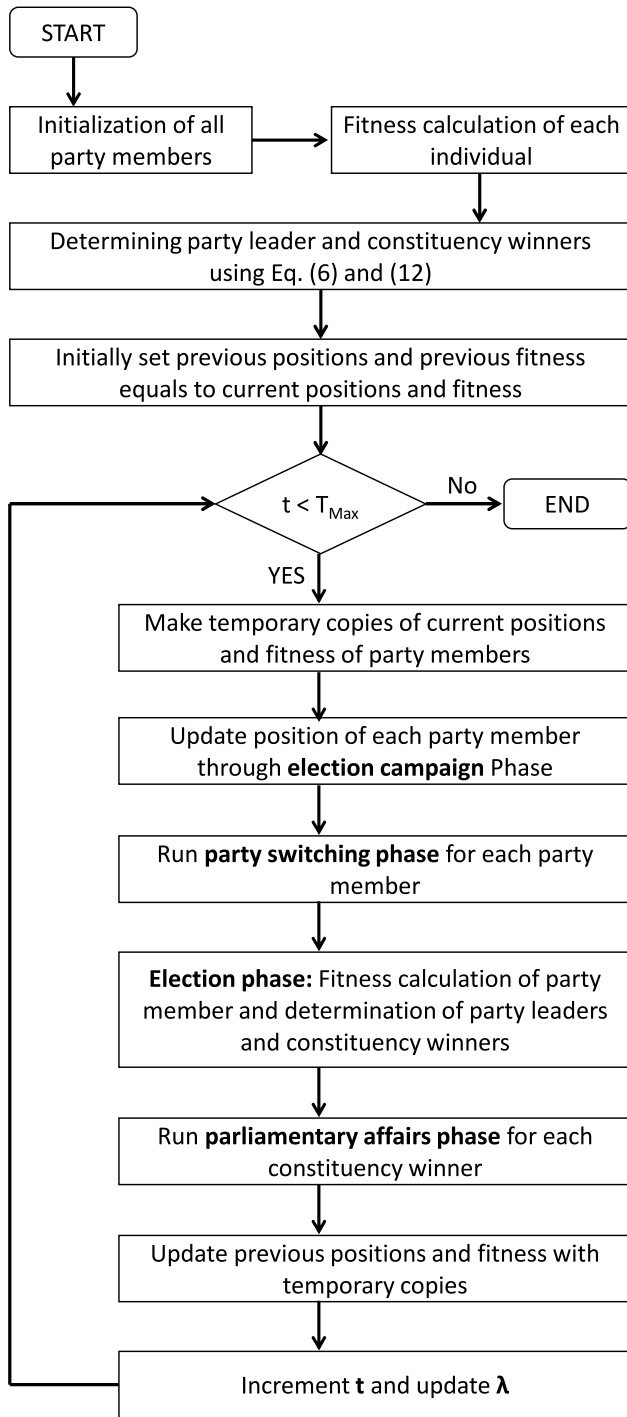 START
Initialization of all
party members
Fitness calculation of each
individual
Determining party leader and constituency winners
using Eq. (6) and (12)
Initially set previous positions and previous fitness
equals to current positions and fitness
t < T_Max
No
END
YES
Make temporary copies of current positions
and fitness of party members
Update position of each party member
through election campaign Phase
Run party switching phase for each party
member
Election phase: Fitness calculation of party
member and determination of party leaders
and constituency winners
Run parliamentary affairs phase for each
constituency winner
Update previous positions and fitness with
temporary copies
Increment t and update λ